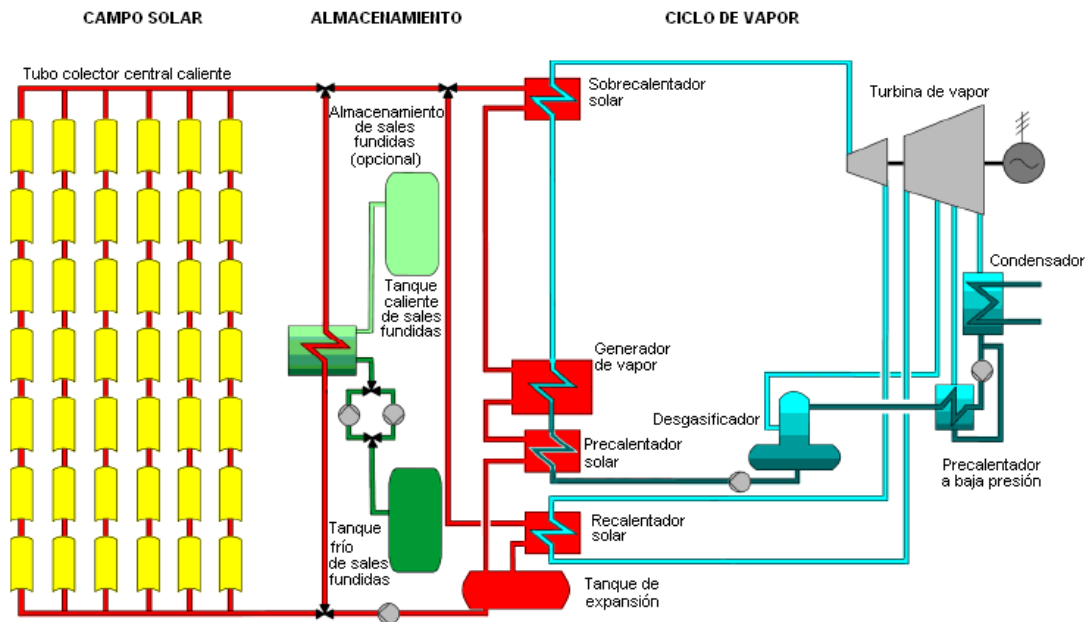 CAMPO SOLAR
ALMACENAMIENTO
CICLO DE VAPOR
Tubo colector central caliente
Almacenamiento
de sales
fundidas
(opcional)
Sobrecalentador
solar
Turbina de vapor
Tanque
caliente
de sales
fundidas
Condensador
Generador
de vapor
Desgasificador
Precalentador
solar
Precalentador
a baja presión
Tanque
frío
de sales
fundidas
Recalentador
solar
Tanque de
expansión